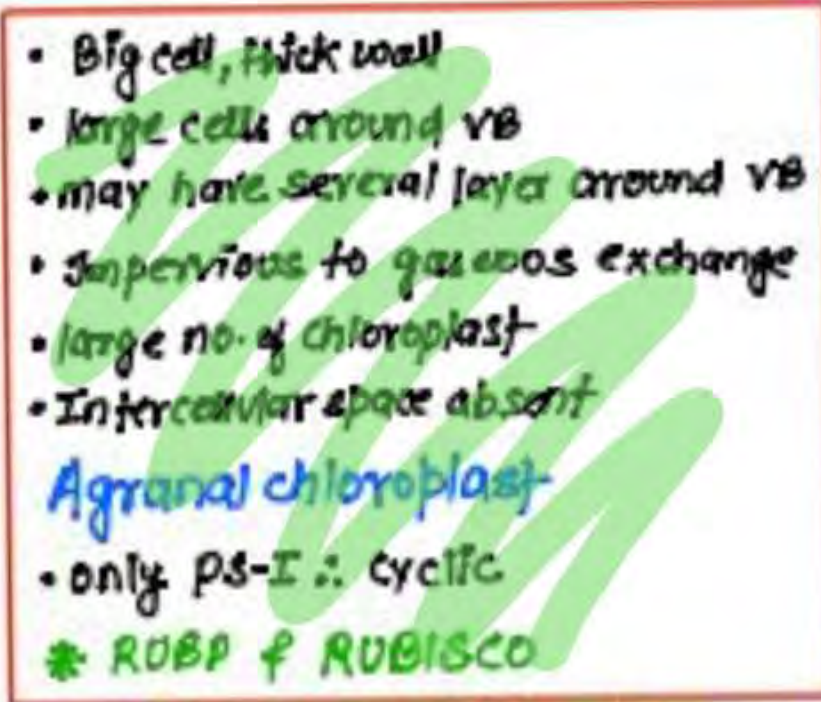 • Big cell, thick wall
• large cells around VB
• may have several layer around VB
• Impervious to gaseous exchange
• large no. of chloroplast
• Intercellular space absent
Agranal chloroplast
• only PS-I ∴ cyclic
* RUBP & RUBISCO